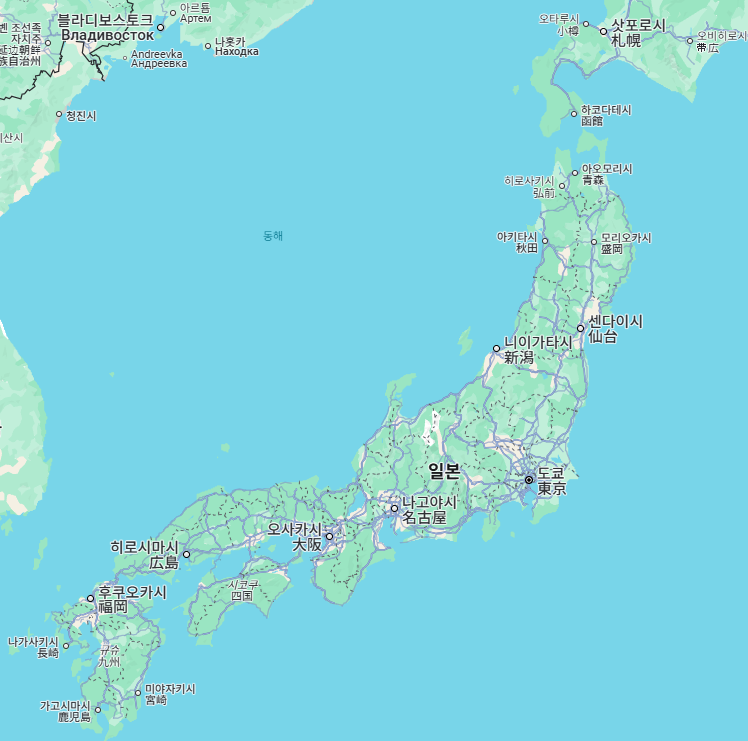 블라디보스토크
Владивосток
아르툠
Артем
나홋카
Находка
Andreevka
Андреевка
벤 조선족
자치주
延边朝鲜
族自治州
청진시
산시
오타루시
小樽
삿포로시
札幌
오비히로시
帯広
하코다테시
函館
히로사키시
弘前
아오모리시
青森
동해
아키타시
秋田
모리오카시
盛岡
센다이시
仙台
니이가타시
新潟
일본
도쿄
東京
나고야시
名古屋
오사카시
大阪
히로시마시
広島
시코쿠
四国
후쿠오카시
福岡
나가사키시
長崎
규슈
九州
미야자키시
宮崎
가고시마시
鹿児島